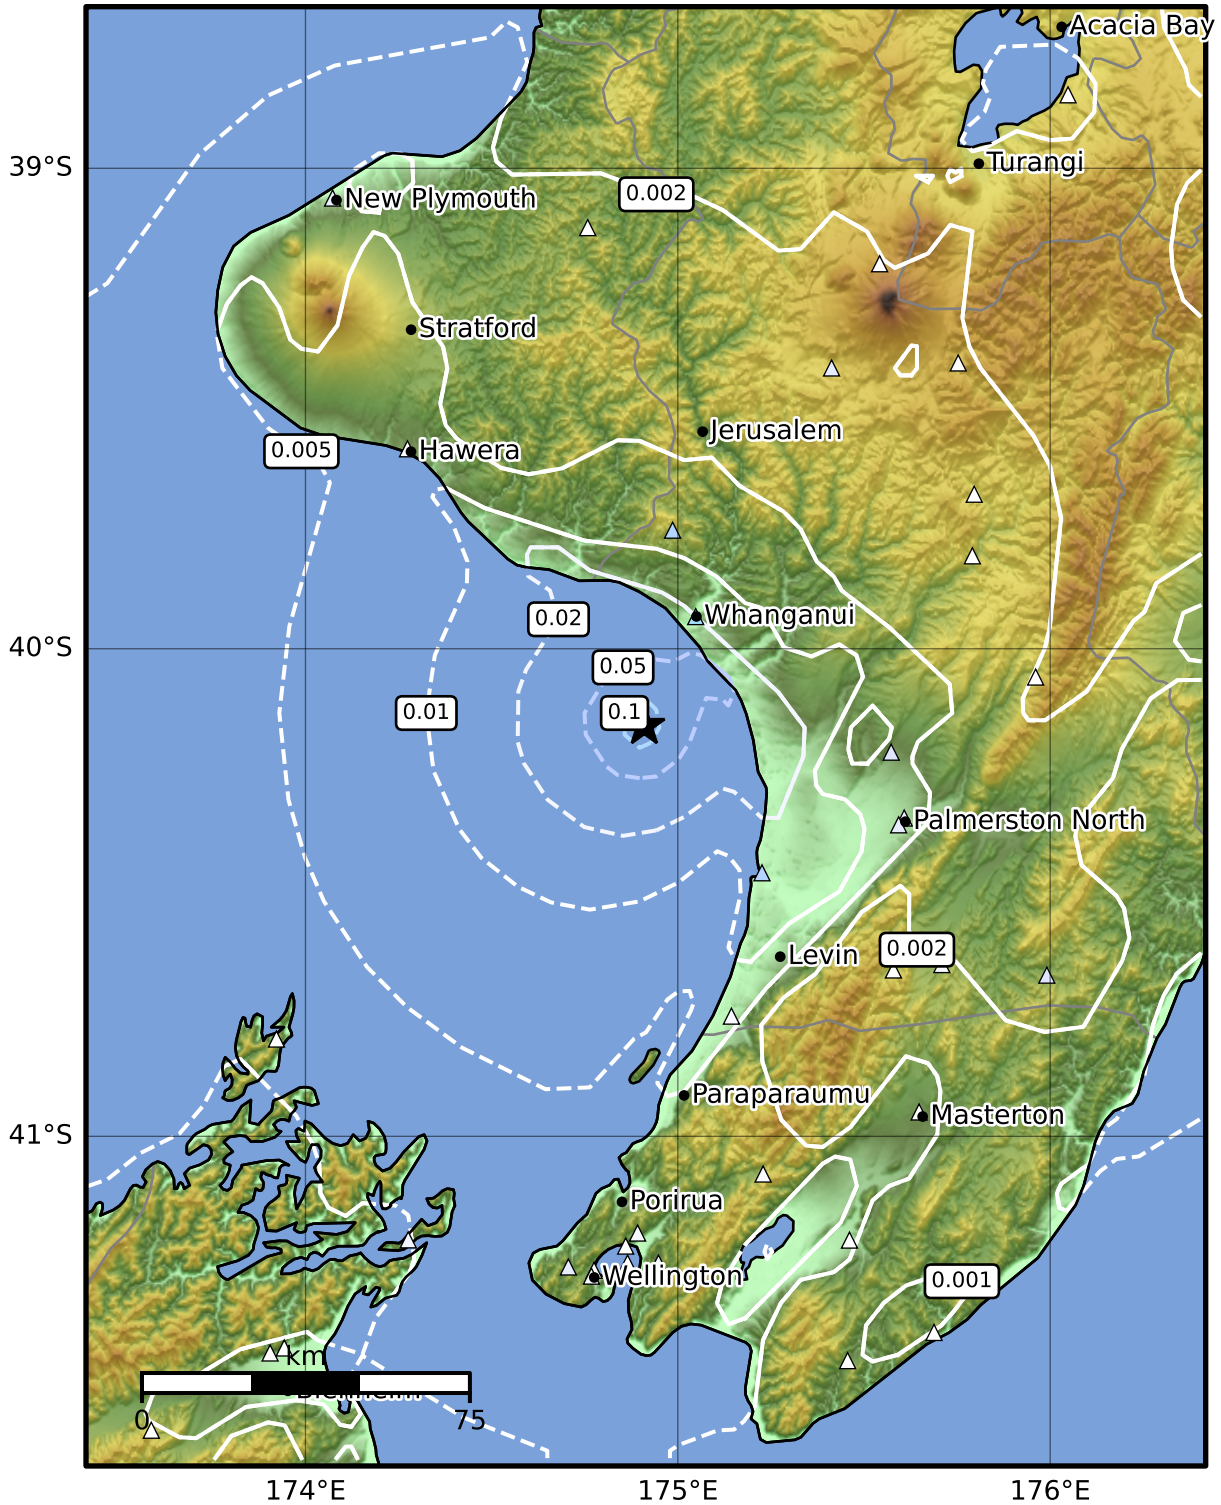 Acacia Bay
Turangi
39°S
0.002
New Plymouth
Stratford
Jerusalem
0.005
Hawera
Whanganui
0.02
40°S
0.05
0.01
0.1
Palmerston North
0.002
Levin
Paraparaumu
Masterton
41°S
Porirua
Wellington
0.001
km
Blenheim
0
75
174°E
175°E
176°E